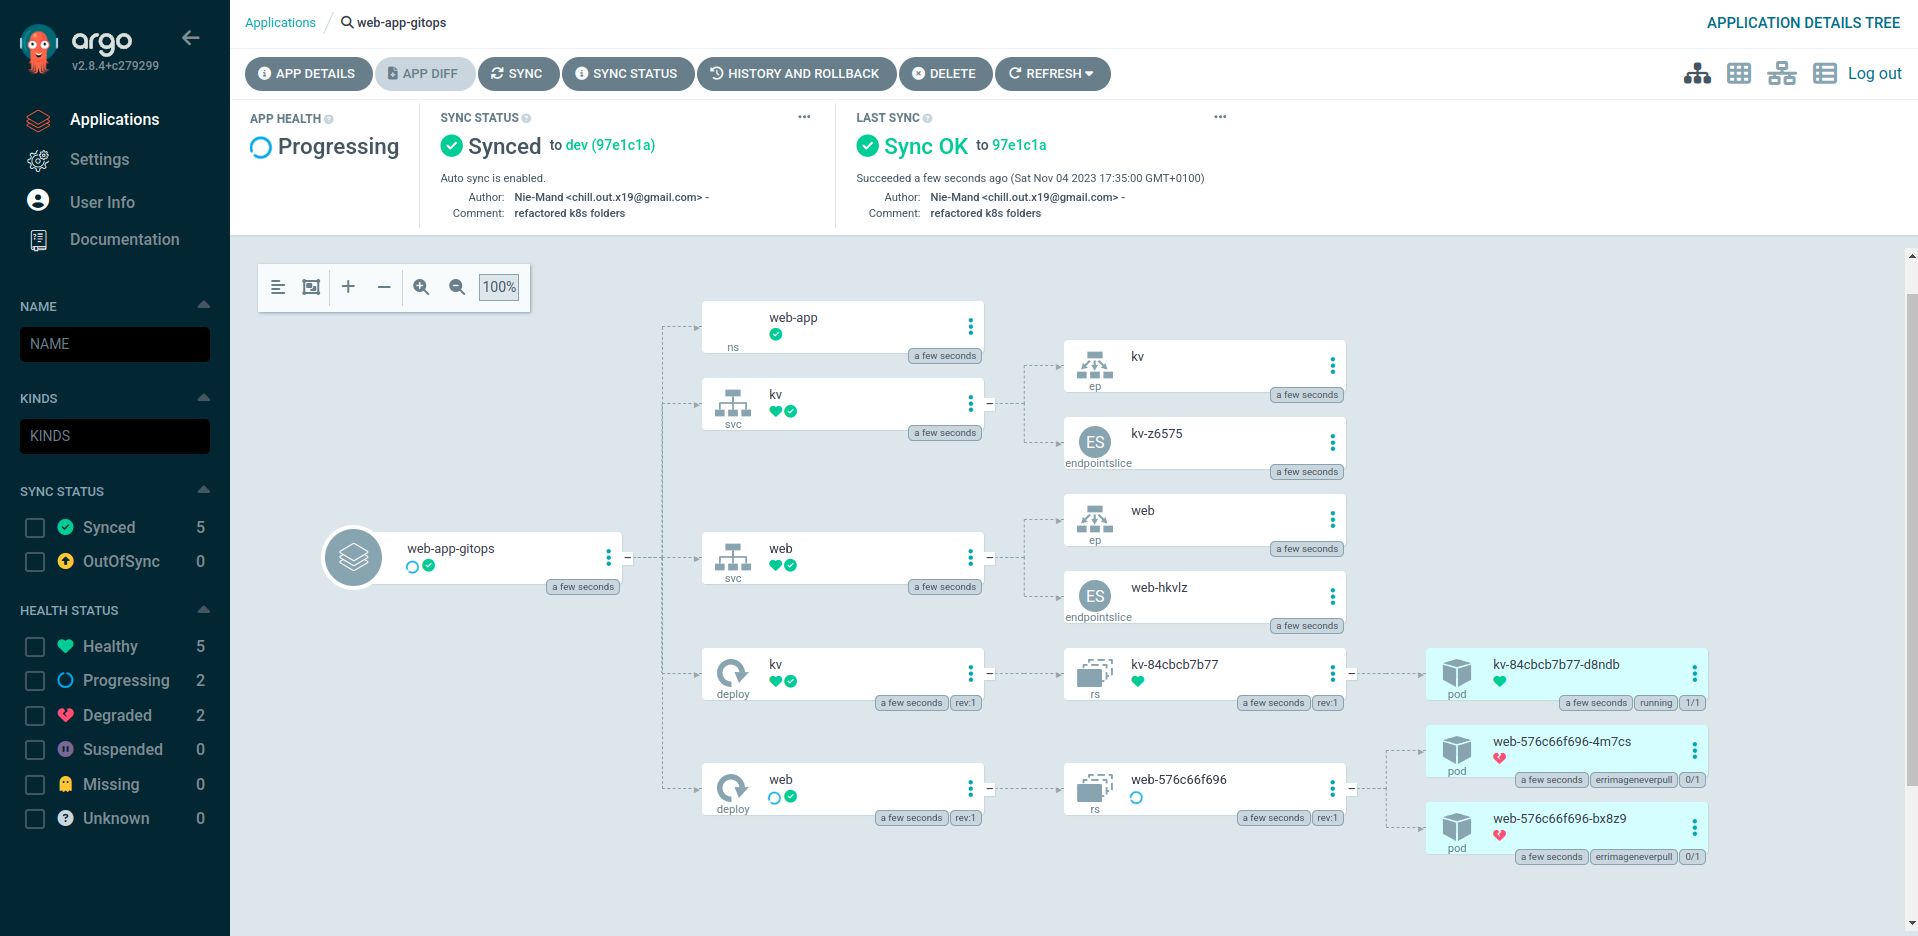 argo
v2.8.4+c279299
Applications
Settings
User Info
Documentation
NAME
NAME
KINDS
KINDS
SYNC STATUS
Synced 5
OutOfSync 0
HEALTH STATUS
Healthy 5
Progressing 2
Degraded 2
Suspended 0
Missing 0
Unknown 0
Applications / web-app-gitops
APPLICATION DETAILS TREE
APP DETAILS APP DIFF SYNC SYNC STATUS HISTORY AND ROLLBACK DELETE REFRESH
Log out
APP HEALTH
Progressing
SYNC STATUS
Synced to dev (97e1c1a)
Auto sync is enabled.
Author: Nie-Mand <chill.out.x19@gmail.com> -
Comment: refactored k8s folders
LAST SYNC
Sync OK to 97e1c1a
Succeeded a few seconds ago (Sat Nov 04 2023 17:35:00 GMT+0100)
Author: Nie-Mand <chill.out.x19@gmail.com> -
Comment: refactored k8s folders
100%
web-app-gitops
a few seconds
web-app
ns
a few seconds
kv
svc
a few seconds
web
svc
a few seconds
kv
deploy
a few seconds rev:1
web
deploy
a few seconds rev:1
kv
ep
a few seconds
ES
kv-z6575
endpointslice
a few seconds
web
ep
a few seconds
ES
web-hkvlz
endpointslice
a few seconds
kv-84cbcb7b77
rs
a few seconds rev:1
web-576c66f696
rs
a few seconds rev:1
kv-84cbcb7b77-d8ndb
pod
a few seconds running 1/1
web-576c66f696-4m7cs
pod
a few seconds errimageneverpull 0/1
web-576c66f696-bx8z9
pod
a few seconds errimageneverpull 0/1